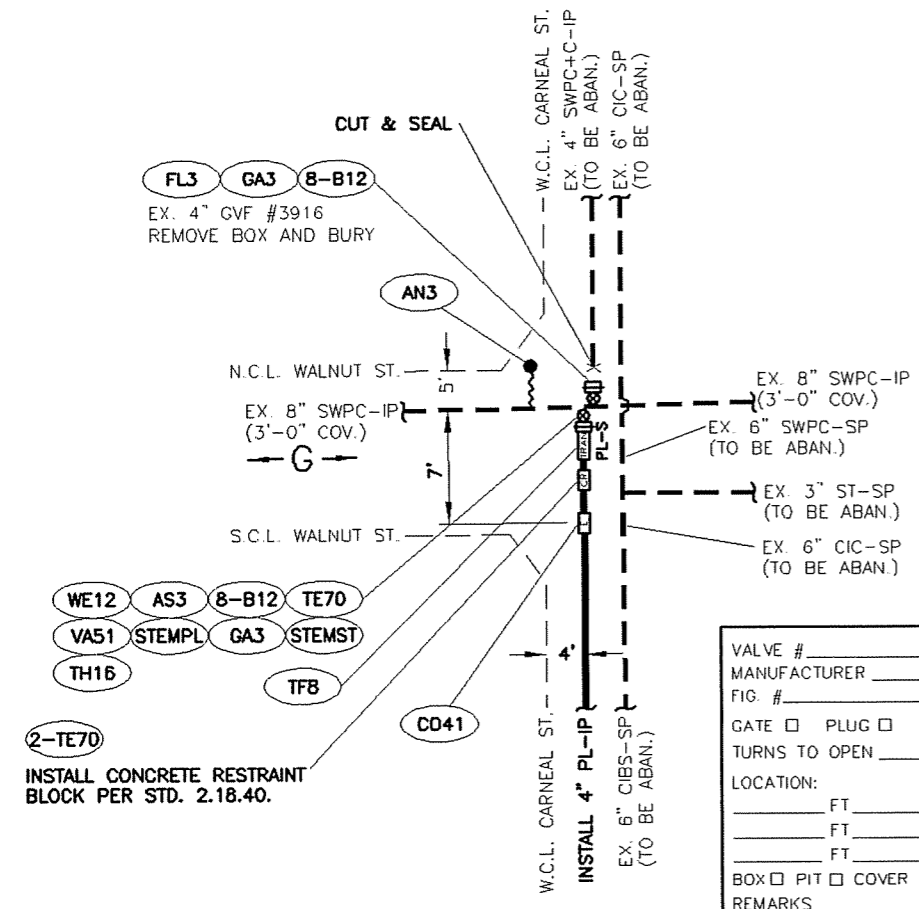 W.C.L. CARNEAL ST.
EX. 4" SWPC+C-IP
(TO BE ABAN.)
EX. 6" CIC-SP
(TO BE ABAN.)
CUT & SEAL
FL3 GA3 8-B12
EX. 4" GVF #3916
REMOVE BOX AND BURY
AN3
N.C.L. WALNUT ST.
5'
EX. 8" SWPC-IP
(3'-0" COV.)
G
7'
S.C.L. WALNUT ST.
TRAN
PL-S
CR
EX. 8" SWPC-IP
(3'-0" COV.)
EX. 6" SWPC-SP
(TO BE ABAN.)
EX. 3" ST-SP
(TO BE ABAN.)
EX. 6" CIC-SP
(TO BE ABAN.)
WE12 AS3 8-B12 TE70
VA51 STEMPL GA3 STEMST
TH16
TF8
4'
CO41
2-TE70
INSTALL CONCRETE RESTRAINT
BLOCK PER STD. 2.18.40.
W.C.L. CARNEAL ST.
INSTALL 4" PL-IP
EX. 6" CIBS-SP
(TO BE ABAN.)
VALVE #
MANUFACTURER
FIG. #
GATE □ PLUG □
TURNS TO OPEN
LOCATION:
FT
FT
FT
BOX □ PIT □ COVER
REMARKS